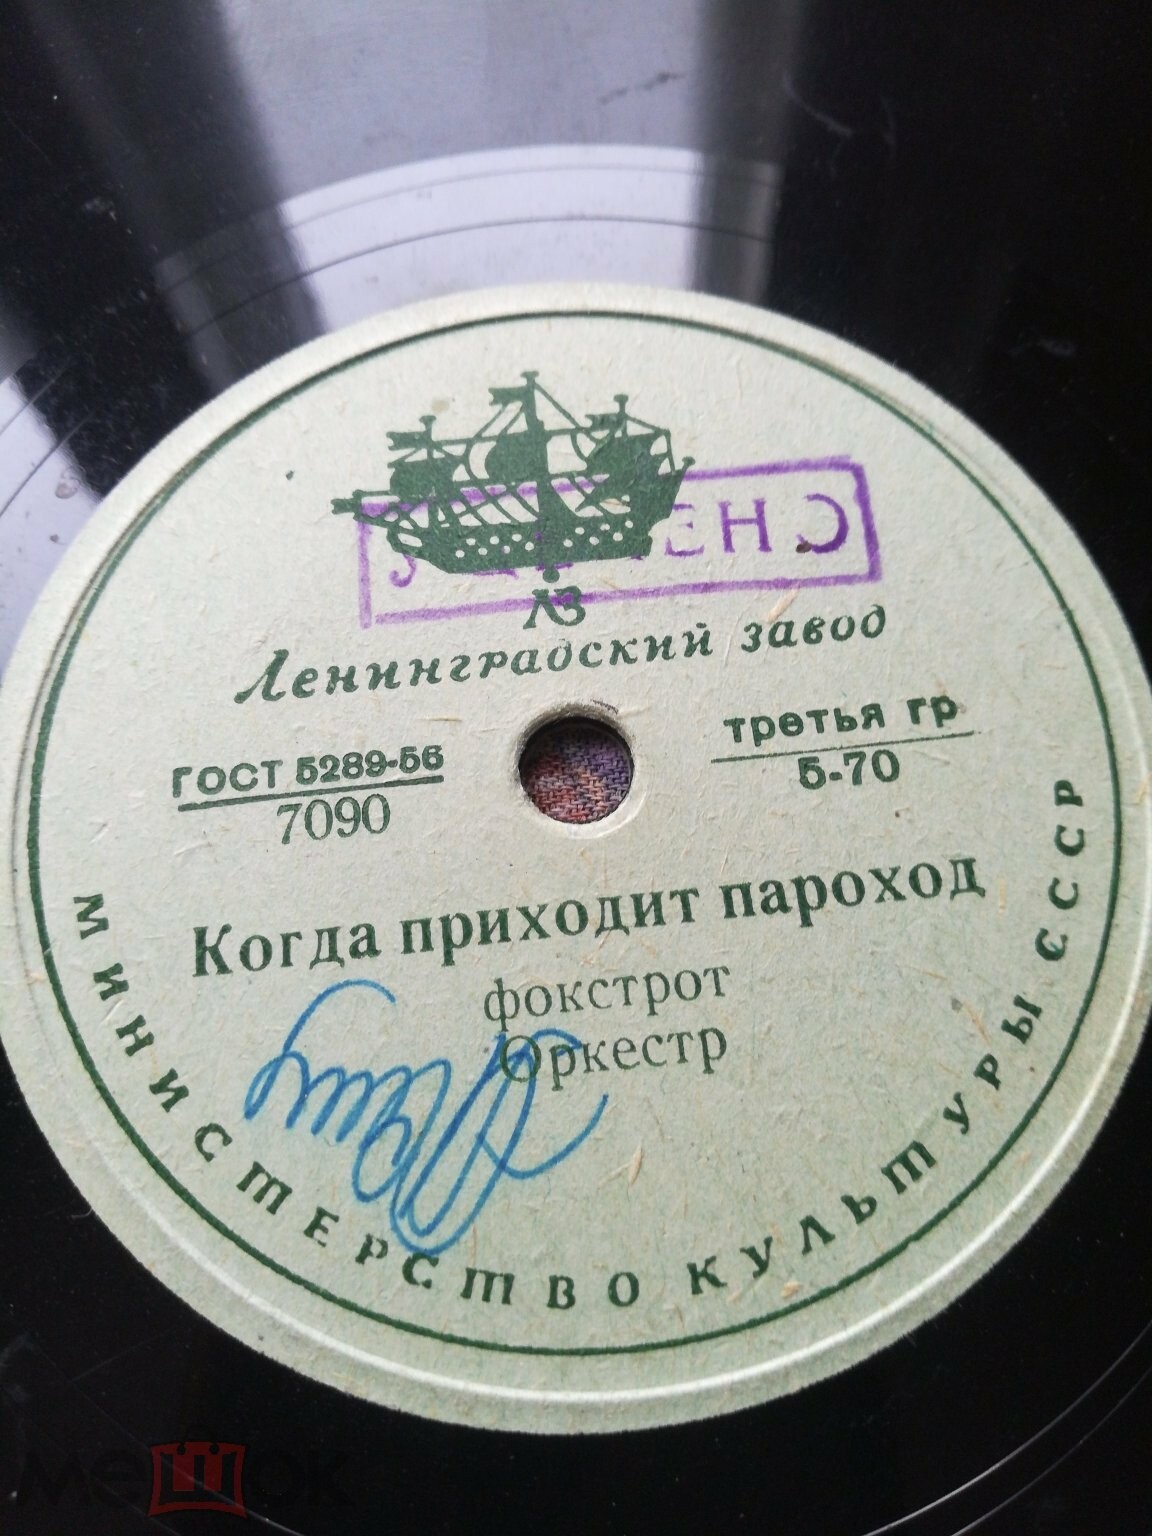 ЛЗ
Ленинградский завод
ГОСТ 5289-56
7090
третья гр
5-70
Когда приходит пароход
фокстрот
Оркестр
МИНИСТЕРСТВО КУЛЬТУРЫ СССР
мешок